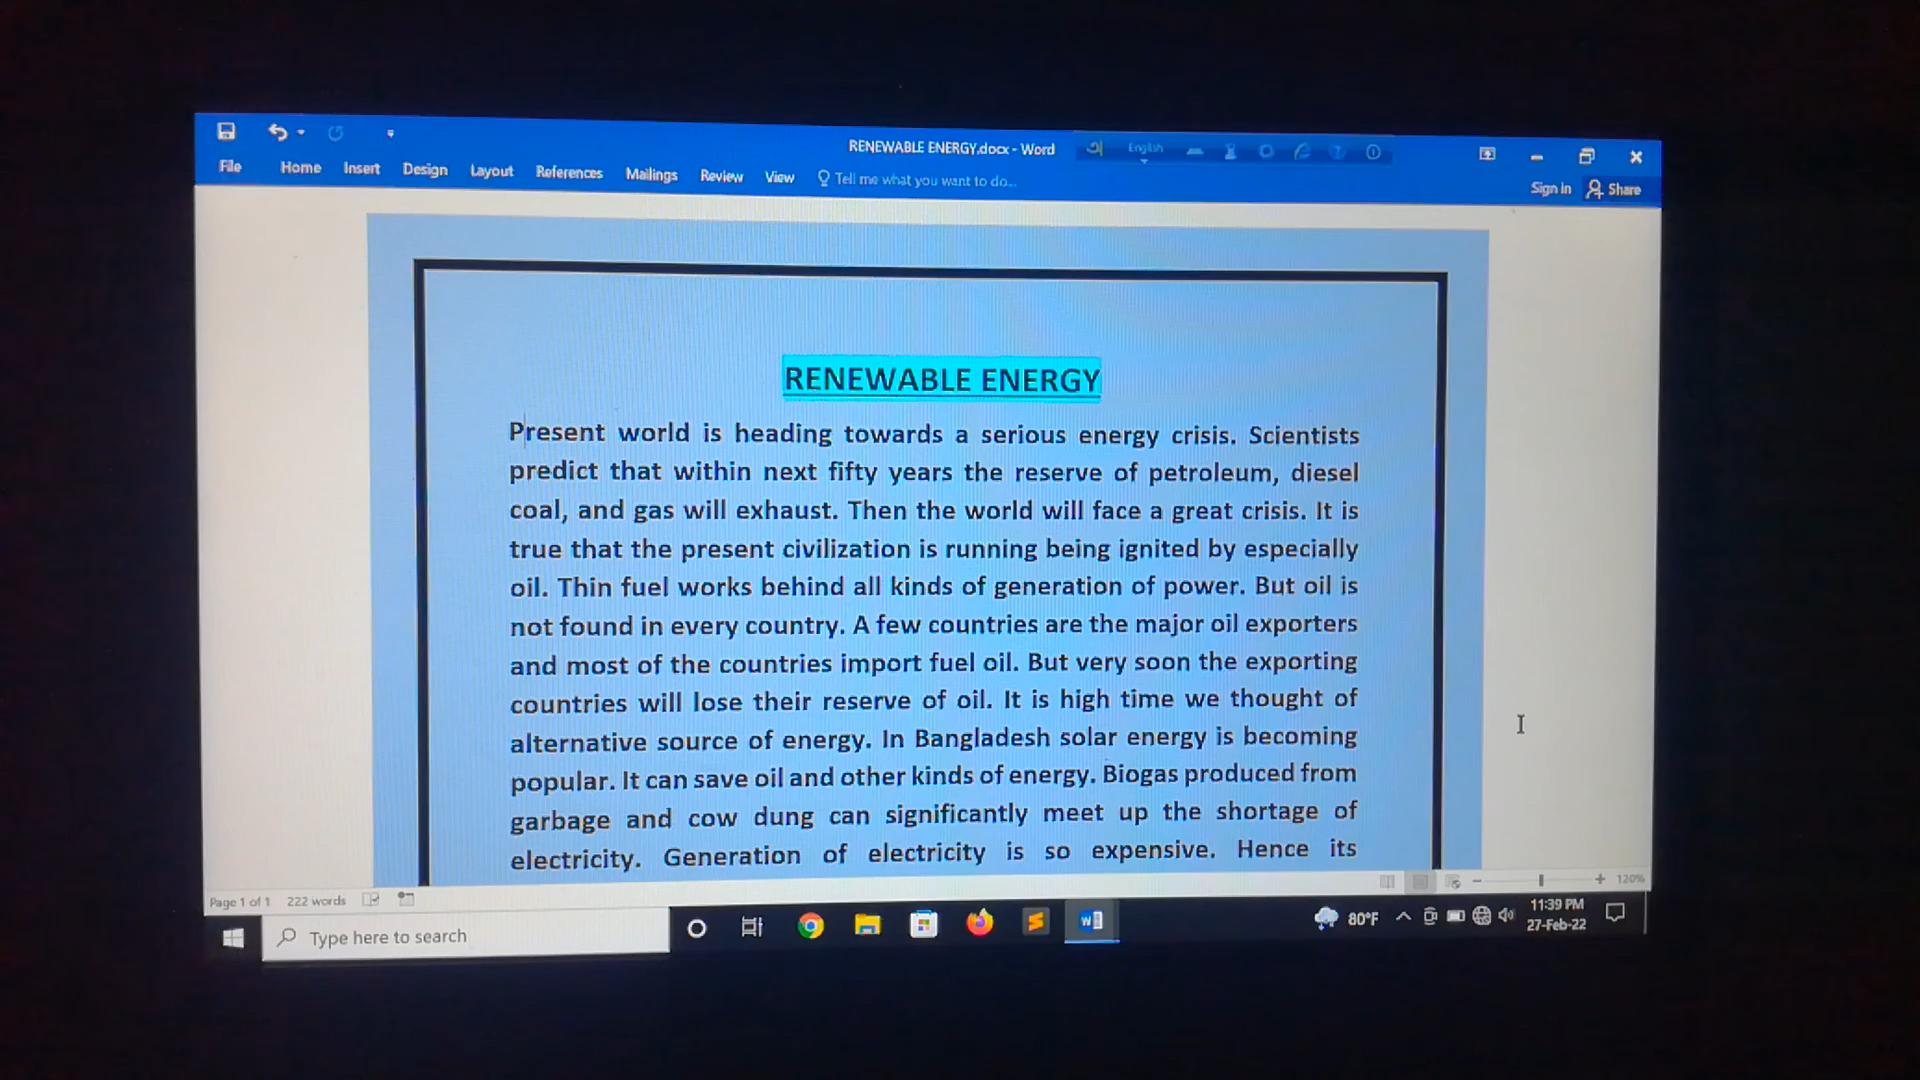 RENEWABLE ENERGY.docx - Word
English
File Home Insert Design Layout References Mailings Review View Tell me what you want to do...
Sign in Share
RENEWABLE ENERGY
Present world is heading towards a serious energy crisis. Scientists
predict that within next fifty years the reserve of petroleum, diesel
coal, and gas will exhaust. Then the world will face a great crisis. It is
true that the present civilization is running being ignited by especially
oil. Thin fuel works behind all kinds of generation of power. But oil is
not found in every country. A few countries are the major oil exporters
and most of the countries import fuel oil. But very soon the exporting
countries will lose their reserve of oil. It is high time we thought of
alternative source of energy. In Bangladesh solar energy is becoming
popular. It can save oil and other kinds of energy. Biogas produced from
garbage and cow dung can significantly meet up the shortage of
electricity. Generation of electricity is so expensive. Hence its
Page 1 of 1 222 words
120%
Type here to search
80°F
11:39 PM
27-Feb-22